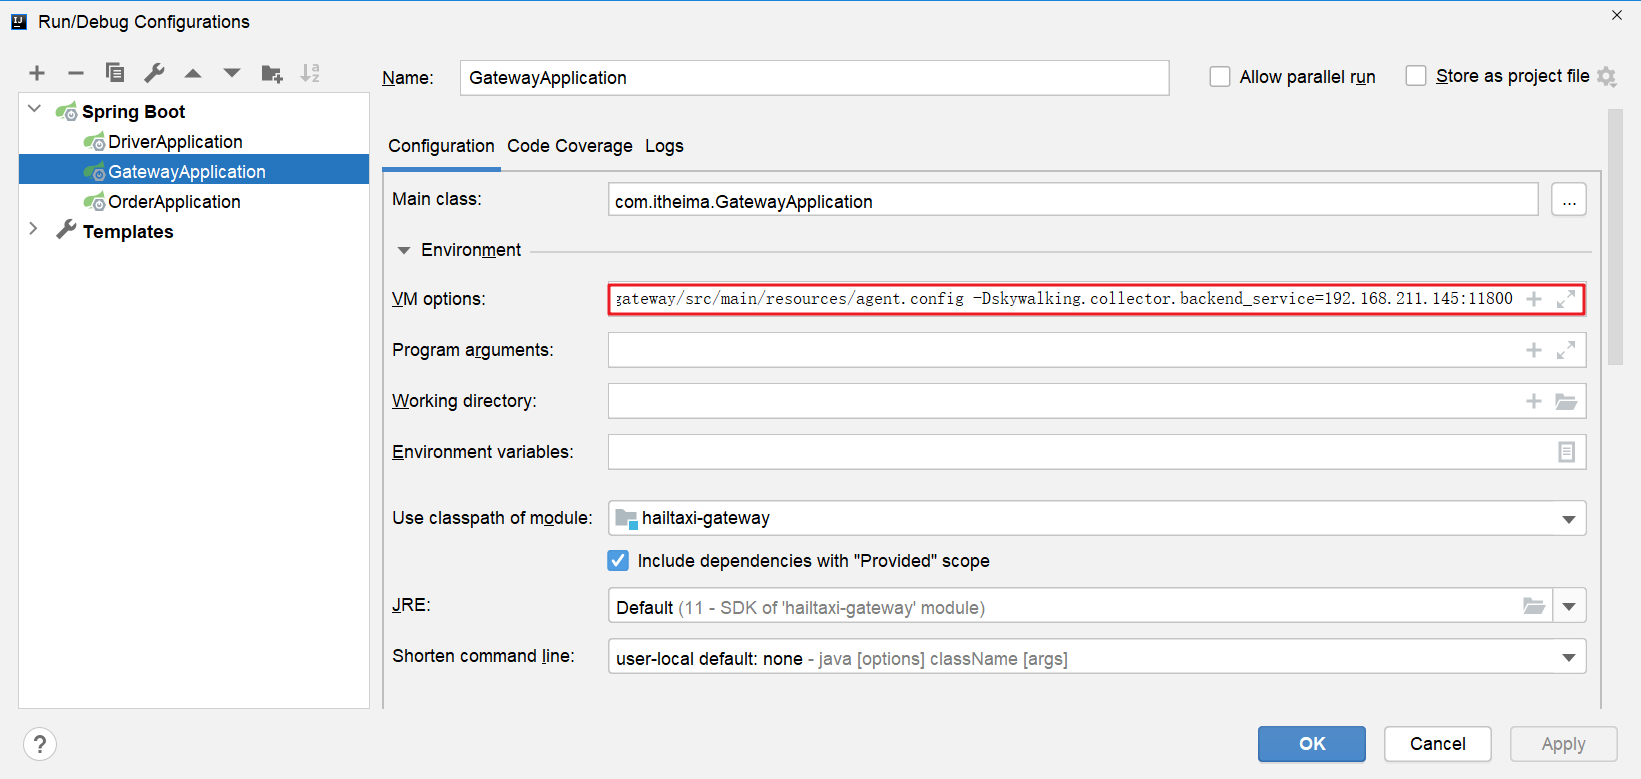 Run/Debug Configurations
Name: GatewayApplication
Allow parallel run
Store as project file
Spring Boot
DriverApplication
GatewayApplication
OrderApplication
Templates
Configuration Code Coverage Logs
Main class: com.itheima.GatewayApplication ...
Environment
VM options: gateway/src/main/resources/agent.config -Dskywalking.collector.backend_service=192.168.211.145:11800
Program arguments:
Working directory:
Environment variables:
Use classpath of module: hailtaxi-gateway
Include dependencies with "Provided" scope
JRE: Default (11 - SDK of 'hailtaxi-gateway' module)
Shorten command line: user-local default: none - java [options] className [args]
? OK Cancel Apply